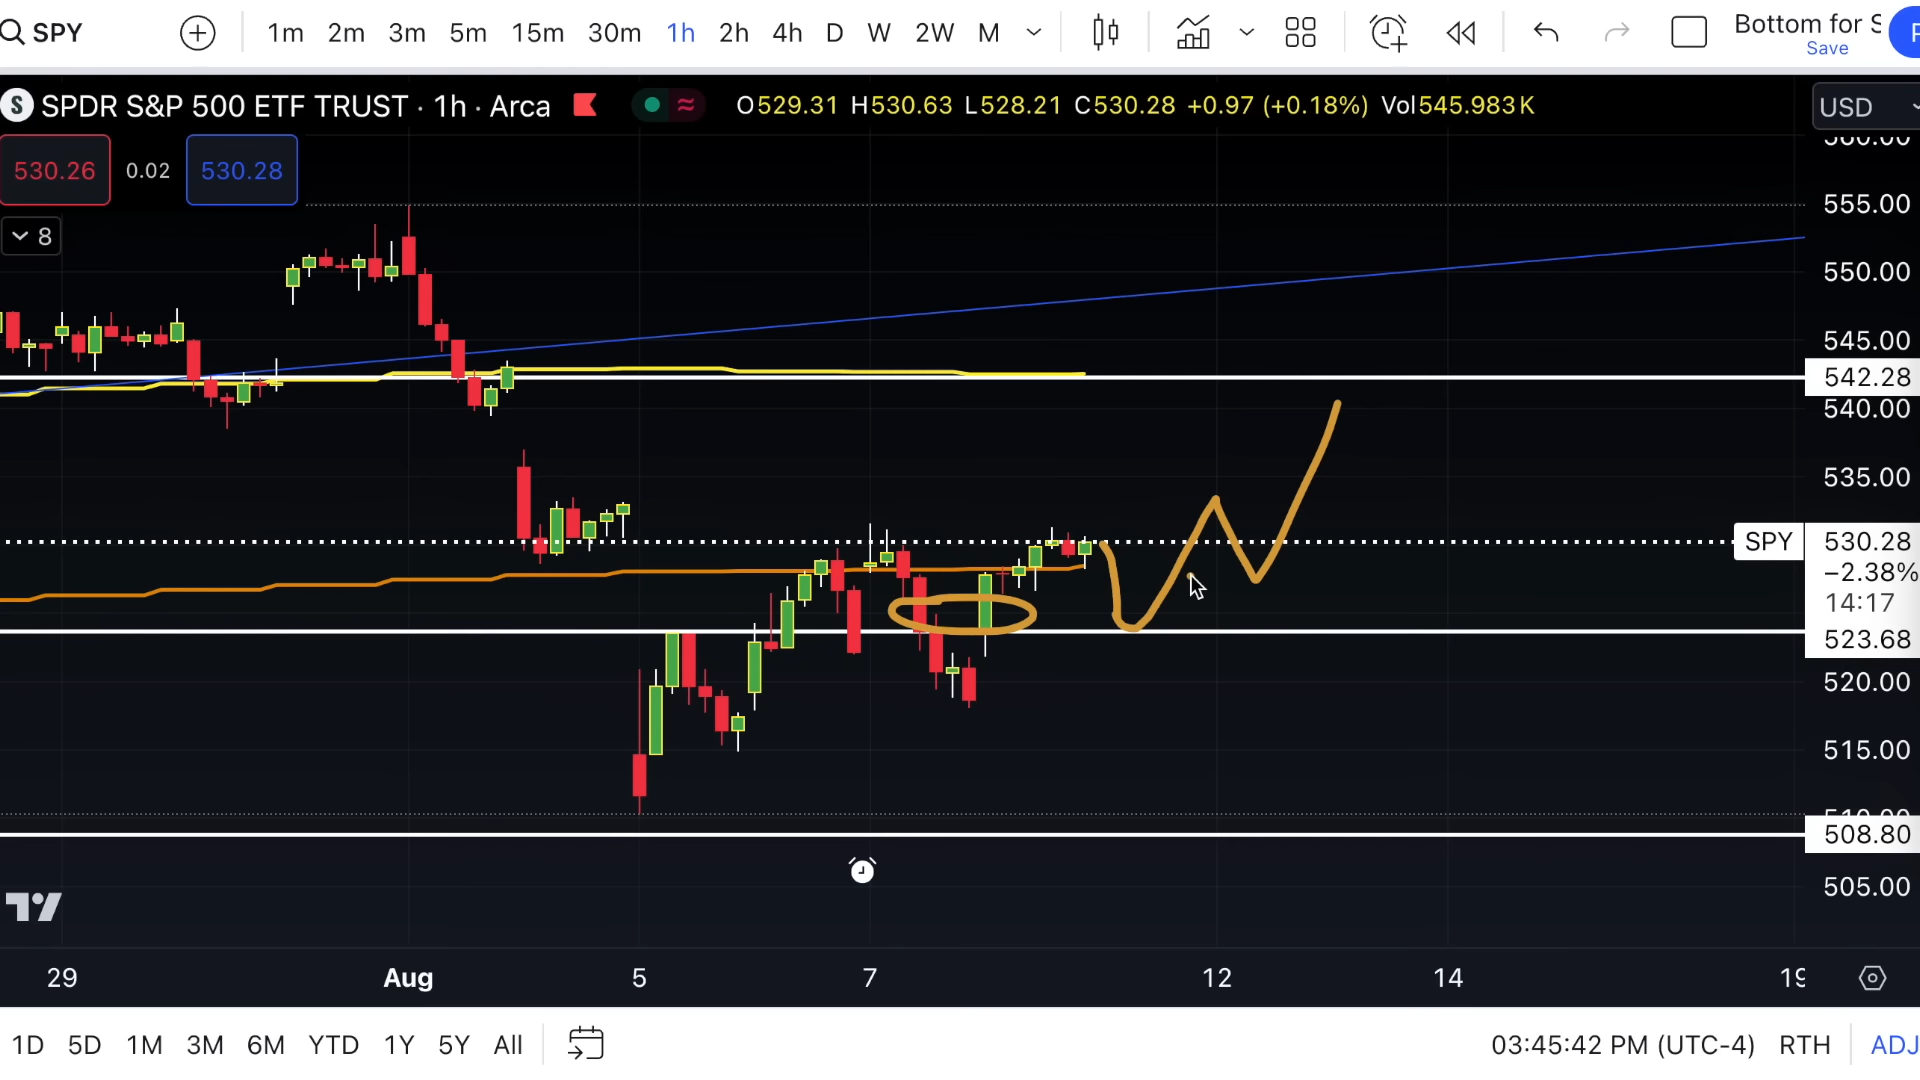 SPY 1m 2m 3m 5m 15m 30m 1h 2h 4h D W 2W M Bottom for S
Save
SPDR S&P 500 ETF TRUST · 1h · Arca O529.31 H530.63 L528.21 C530.28 +0.97 (+0.18%) Vol545.983K USD
530.26 0.02 530.28
8
555.00
550.00
545.00
542.28
540.00
535.00
SPY 530.28
−2.38%
14:17
523.68
520.00
515.00
508.80
505.00
29 Aug 5 7 12 14 19
1D 5D 1M 3M 6M YTD 1Y 5Y All 03:45:42 PM (UTC-4) RTH ADJ